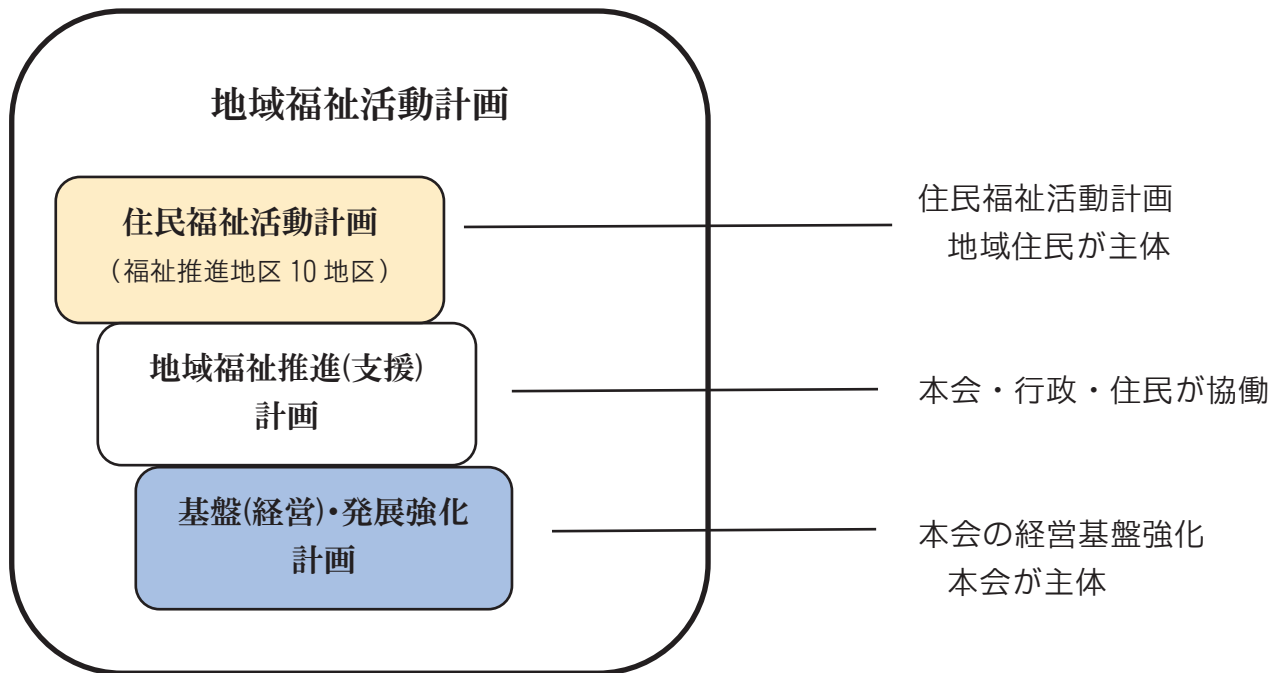 地域福祉活動計画
住民福祉活動計画
（福祉推進地区 10 地区）
住民福祉活動計画
地域住民が主体
地域福祉推進(支援)
計画
本会・行政・住民が協働
基盤(経営)・発展強化
計画
本会の経営基盤強化
本会が主体